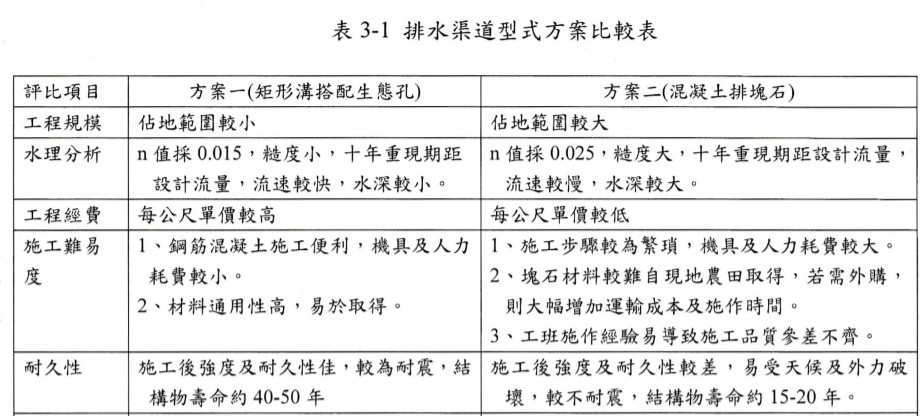 表 3-1 排水渠道型式方案比較表
評比項目 方案一(矩形溝搭配生態孔) 方案二(混凝土排塊石)
工程規模 佔地範圍較小 佔地範圍較大
水理分析 n 值採 0.015，糙度小，十年重現期距設計流量，流速較快，水深較小。 n 值採 0.025，糙度大，十年重現期距設計流量，流速較慢，水深較大。
工程經費 每公尺單價較高 每公尺單價較低
施工難易度
1、鋼筋混凝土施工便利，機具及人力
耗費較小。
2、材料通用性高，易於取得。
1、施工步驟較為繁瑣，機具及人力耗費較大。
2、塊石材料較難自現地農田取得，若需外購，
則大幅增加運輸成本及施作時間。
3、工班施作經驗易導致施工品質參差不齊。
耐久性
施工後強度及耐久性佳，較為耐震，結
構物壽命約 40-50 年
施工後強度及耐久性較差，易受天候及外力破
壞，較不耐震，結構物壽命約 15-20 年。